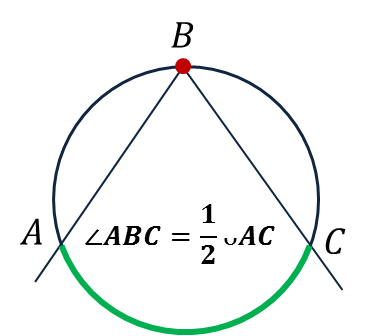 B
A ∠ABC = 1/2 ◡AC C